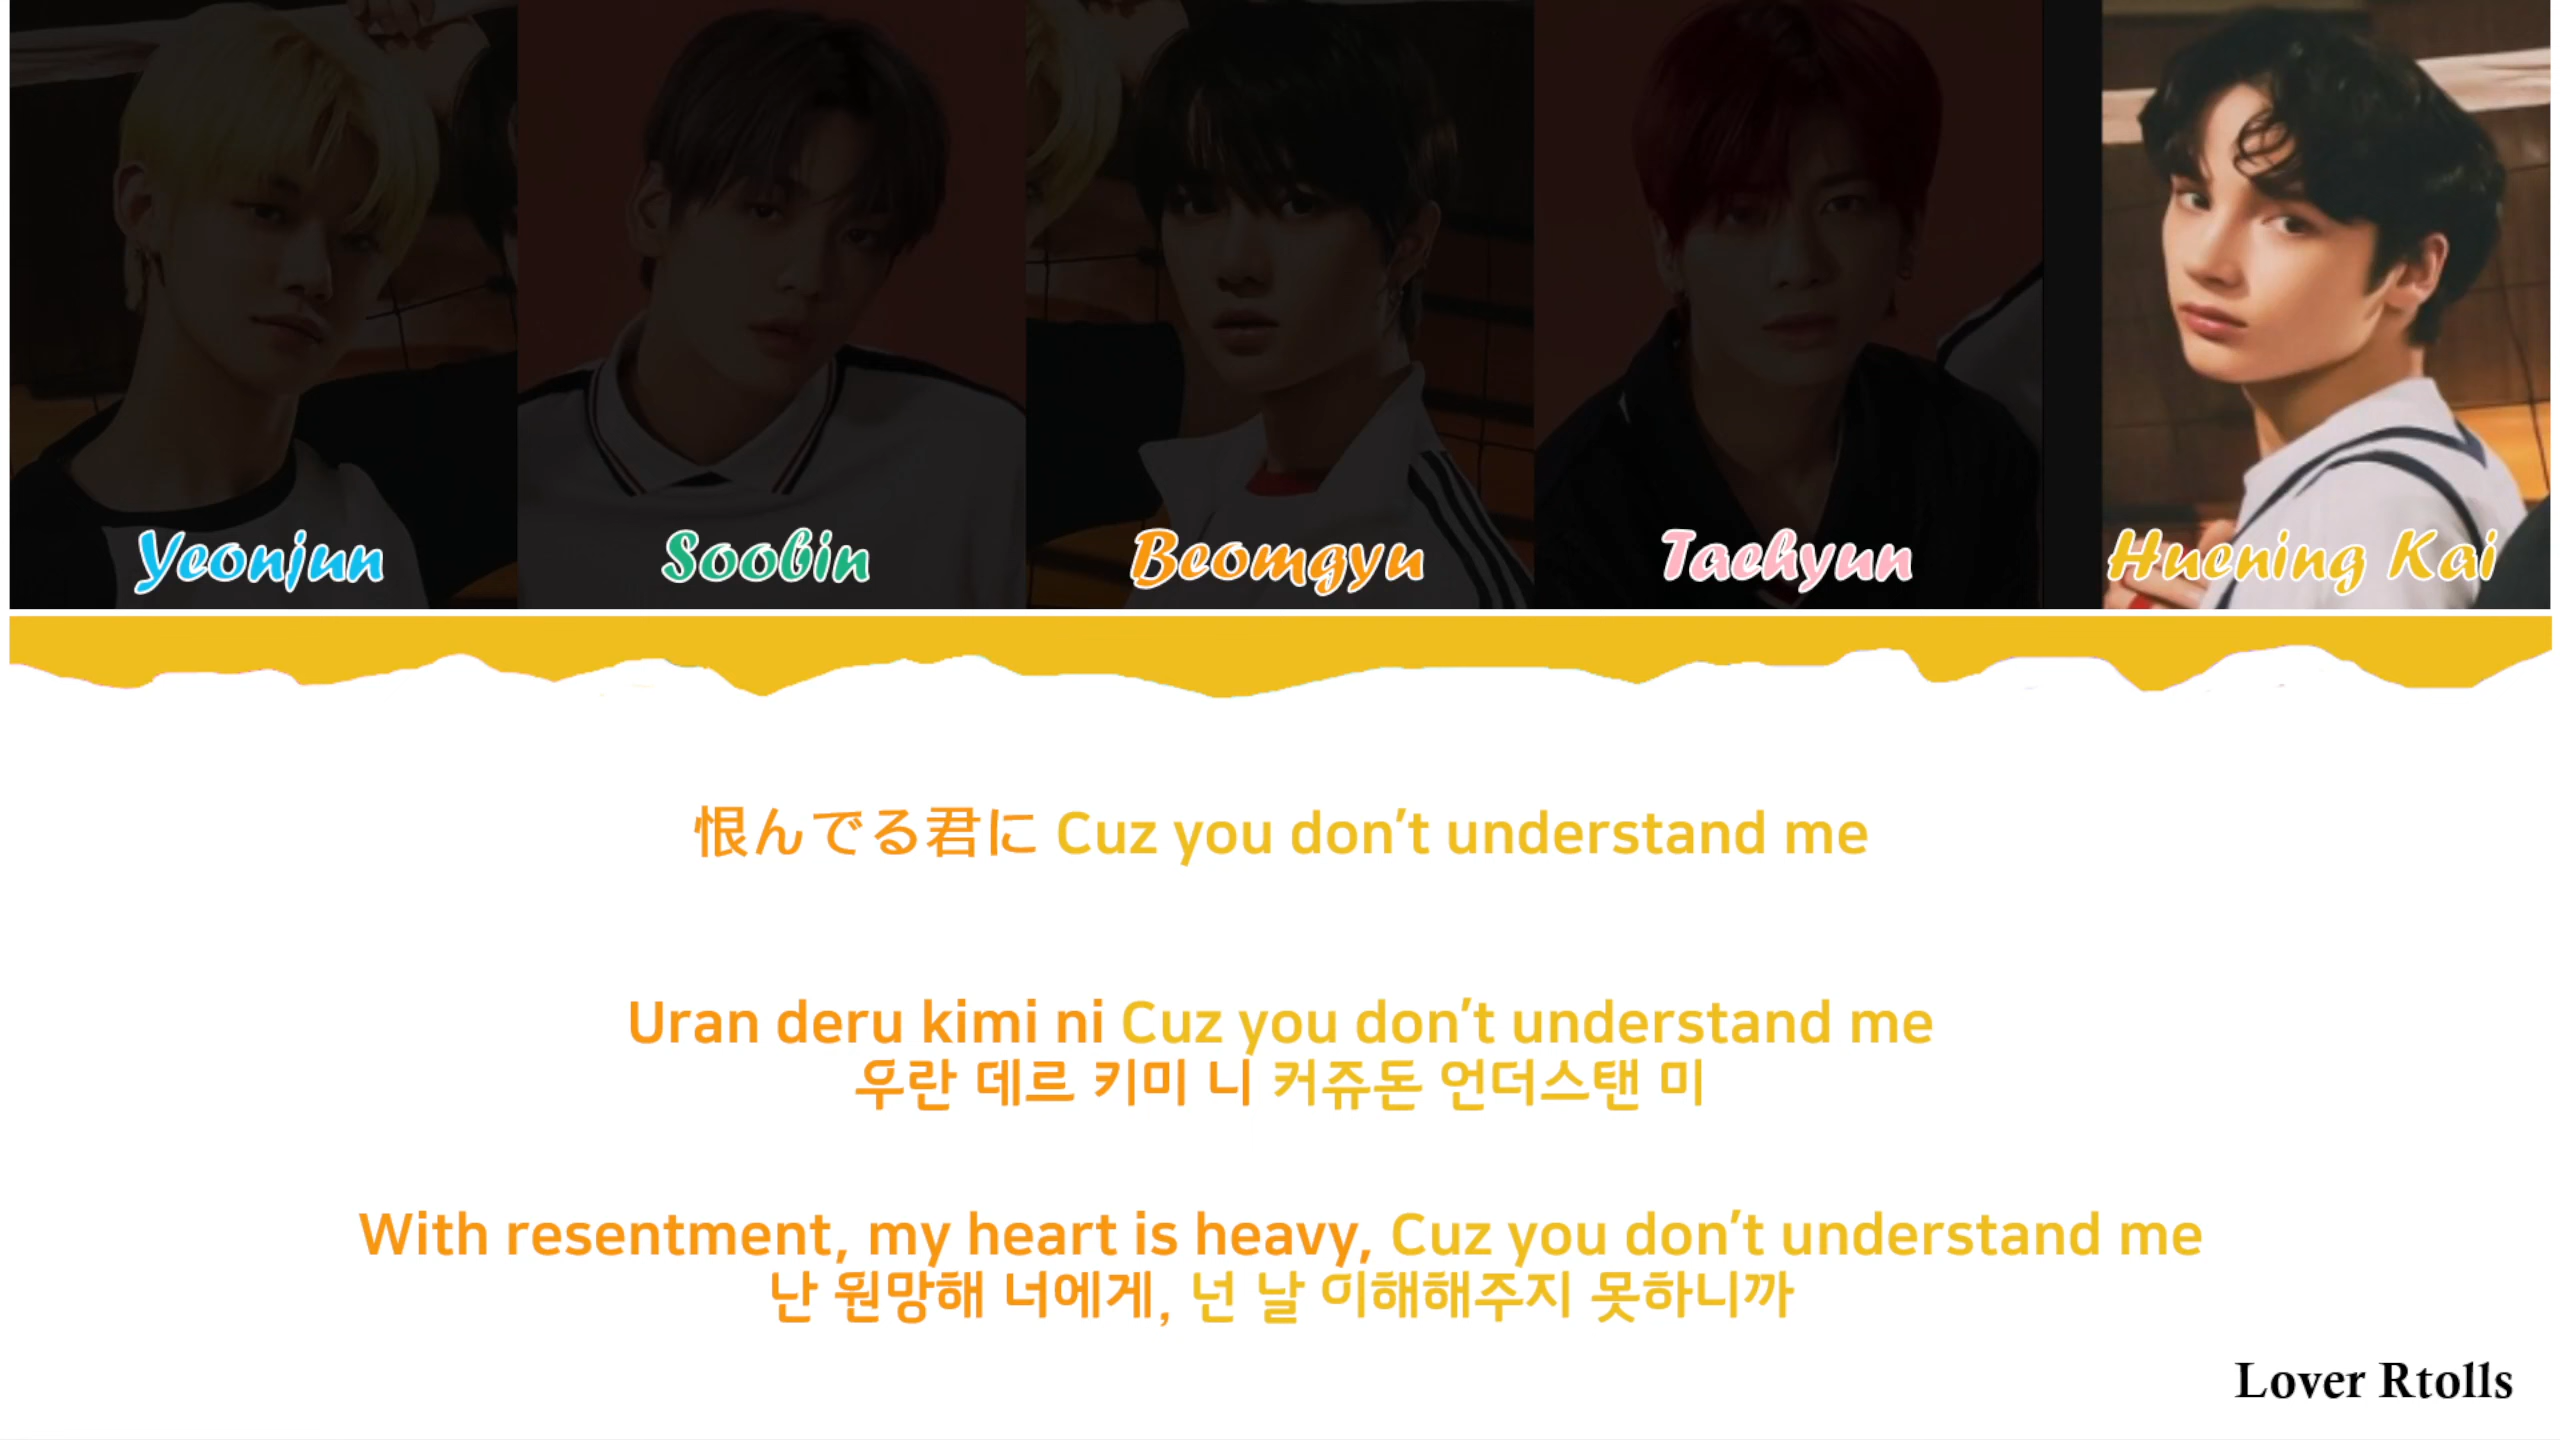 Yeonjun Soobin Beomgyu Taehyun Huening Kai
恨んでる君に Cuz you don't understand me
Uran deru kimi ni Cuz you don't understand me
우란 데르 키미 니 커쥬돈 언더스탠 미
With resentment, my heart is heavy, Cuz you don't understand me
난 원망해 너에게, 넌 날 이해해주지 못하니까
Lover Rtolls